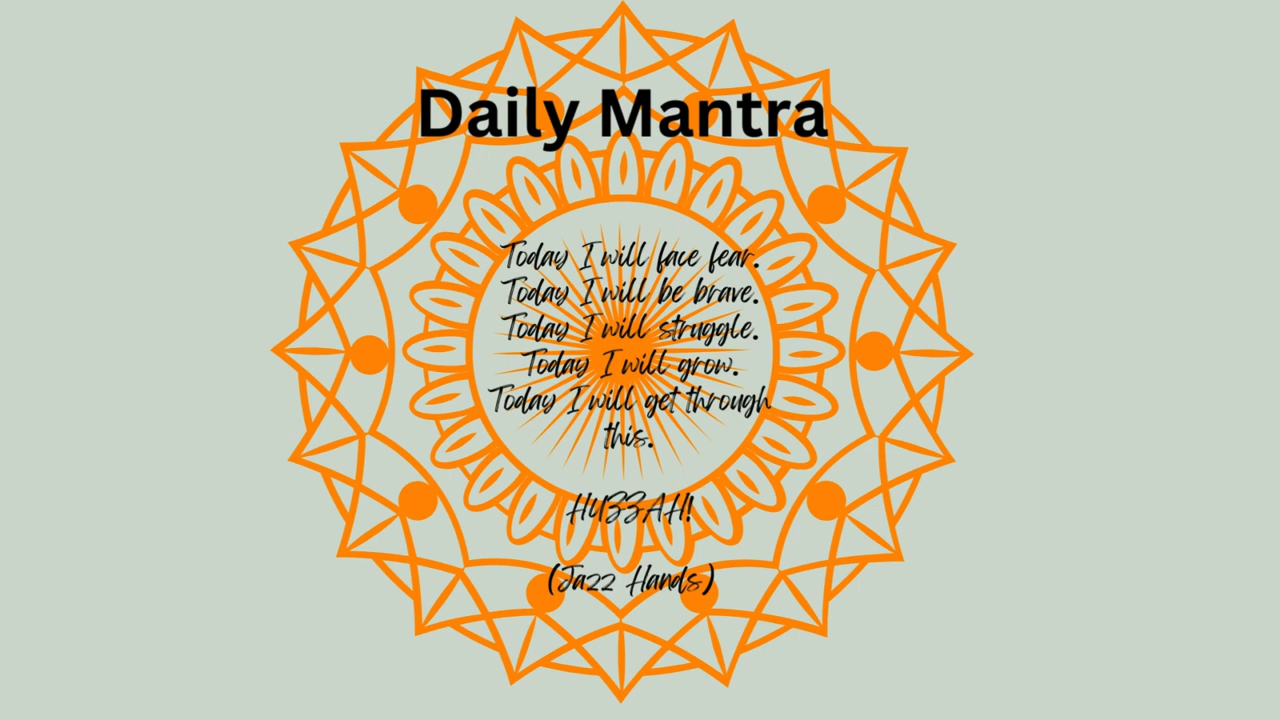 Daily Mantra
Today I will face fear.
Today I will be brave.
Today I will struggle.
Today I will grow.
Today I will get through
this.
HUZZAH!
(Jazz Hands)